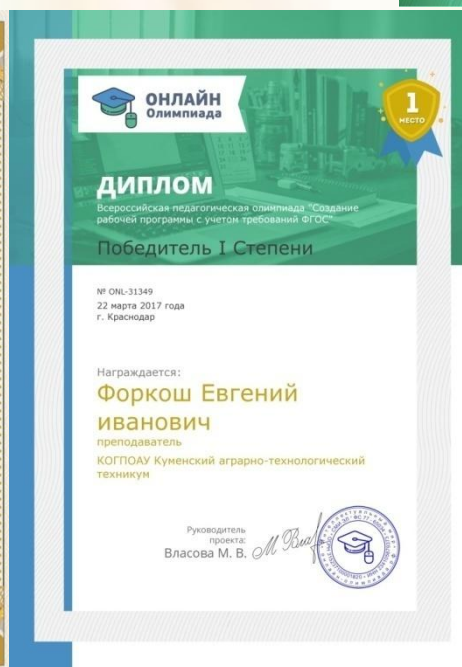 ОНЛАЙН
Олимпиада
1
МЕСТО
ДИПЛОМ
Всероссийская педагогическая олимпиада "Создание
рабочей программы с учетом требований ФГОС"
Победитель I Степени
№ ONL-31349
22 марта 2017 года
г. Краснодар
Награждается:
Форкош Евгений
иванович
преподаватель
КОГПОАУ Куменский аграрно-технологический
техникум
Руководитель
проекта:
Власова М. В.